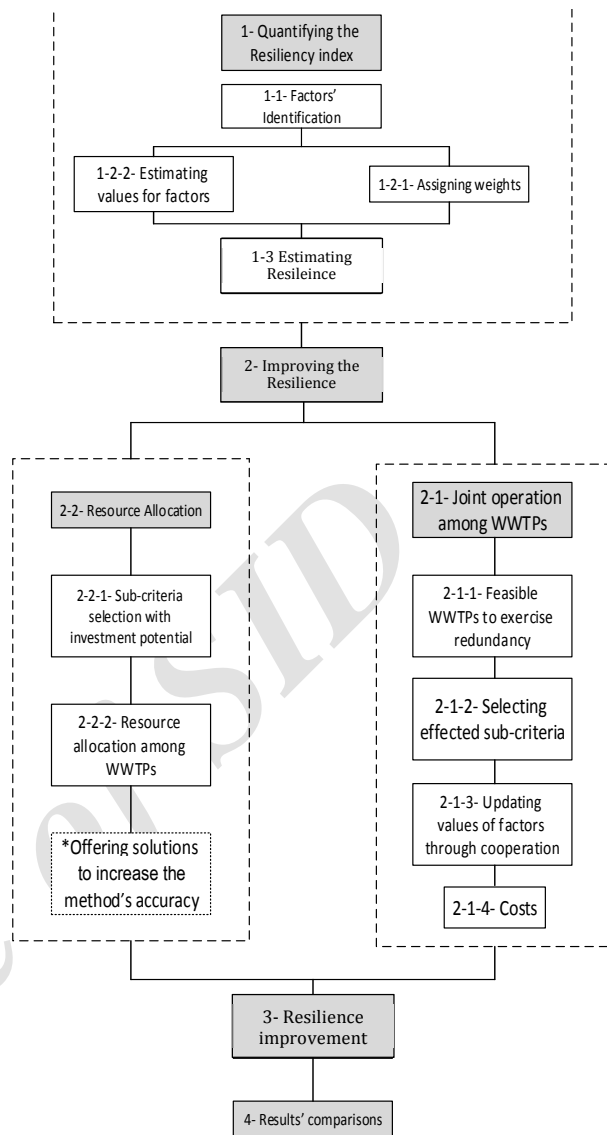 1- Quantifying the
Resiliency index
1-1- Factors'
Identification
1-2-2- Estimating
values for factors
1-2-1- Assigning weights
1-3 Estimating
Resileince
2- Improving the
Resilience
2-2- Resource Allocation
2-2-1- Sub-criteria
selection with
investment potential
2-2-2- Resource
allocation among
WWTPs
*Offering solutions
to increase the
method's accuracy
2-1- Joint operation
among WWTPs
2-1-1- Feasible
WWTPs to exercise
redundancy
2-1-2- Selecting
effected sub-criteria
2-1-3- Updating
values of factors
through cooperation
2-1-4- Costs
3- Resilience
improvement
4- Results' comparisons
of SID